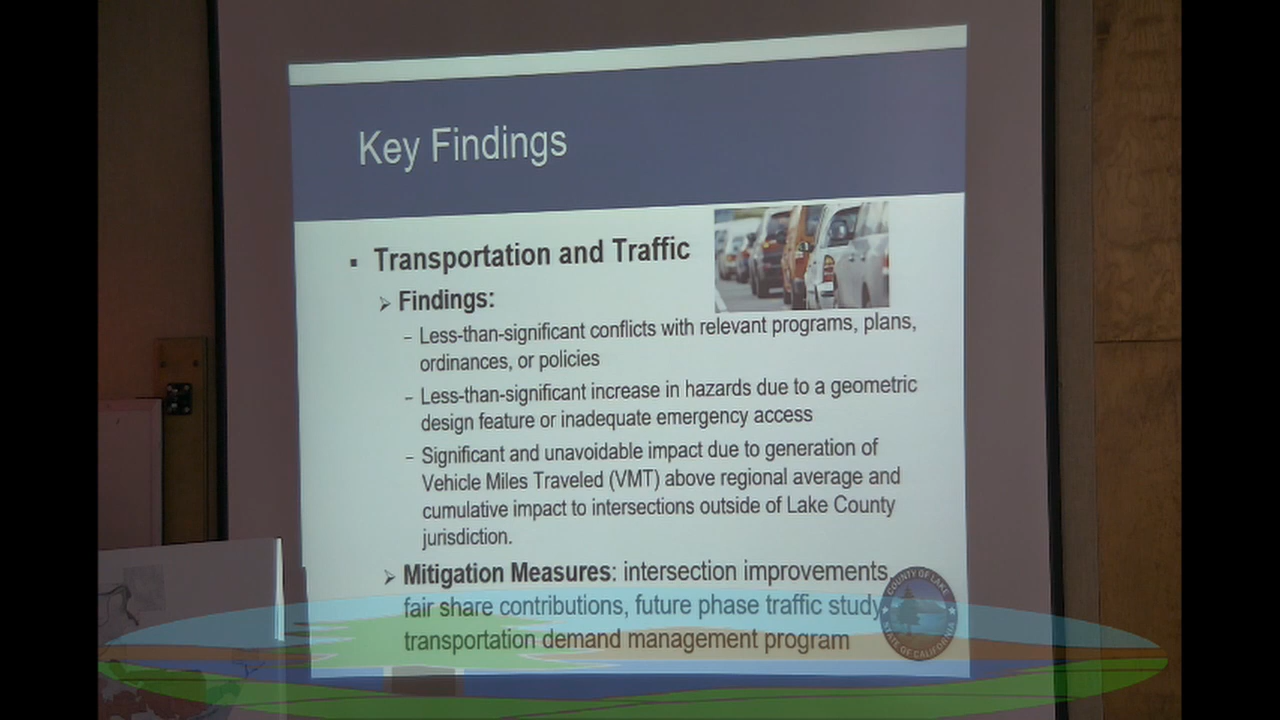 Key Findings
▪ Transportation and Traffic
➢ Findings:
– Less-than-significant conflicts with relevant programs, plans,
ordinances, or policies
– Less-than-significant increase in hazards due to a geometric
design feature or inadequate emergency access
– Significant and unavoidable impact due to generation of
Vehicle Miles Traveled (VMT) above regional average and
cumulative impact to intersections outside of Lake County
jurisdiction.
➢ Mitigation Measures: intersection improvements,
fair share contributions, future phase traffic study,
transportation demand management program
COUNTY OF LAKE
STATE OF CALIFORNIA